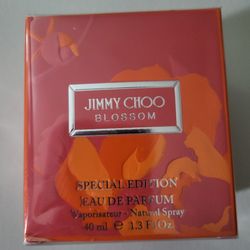 JIMMY CHOO
BLOSSOM
SPECIAL EDITION
EAU DE PARFUM
Vaporisateur - Natural Spray
40 ml ℮ 1.3 Fl.Oz.